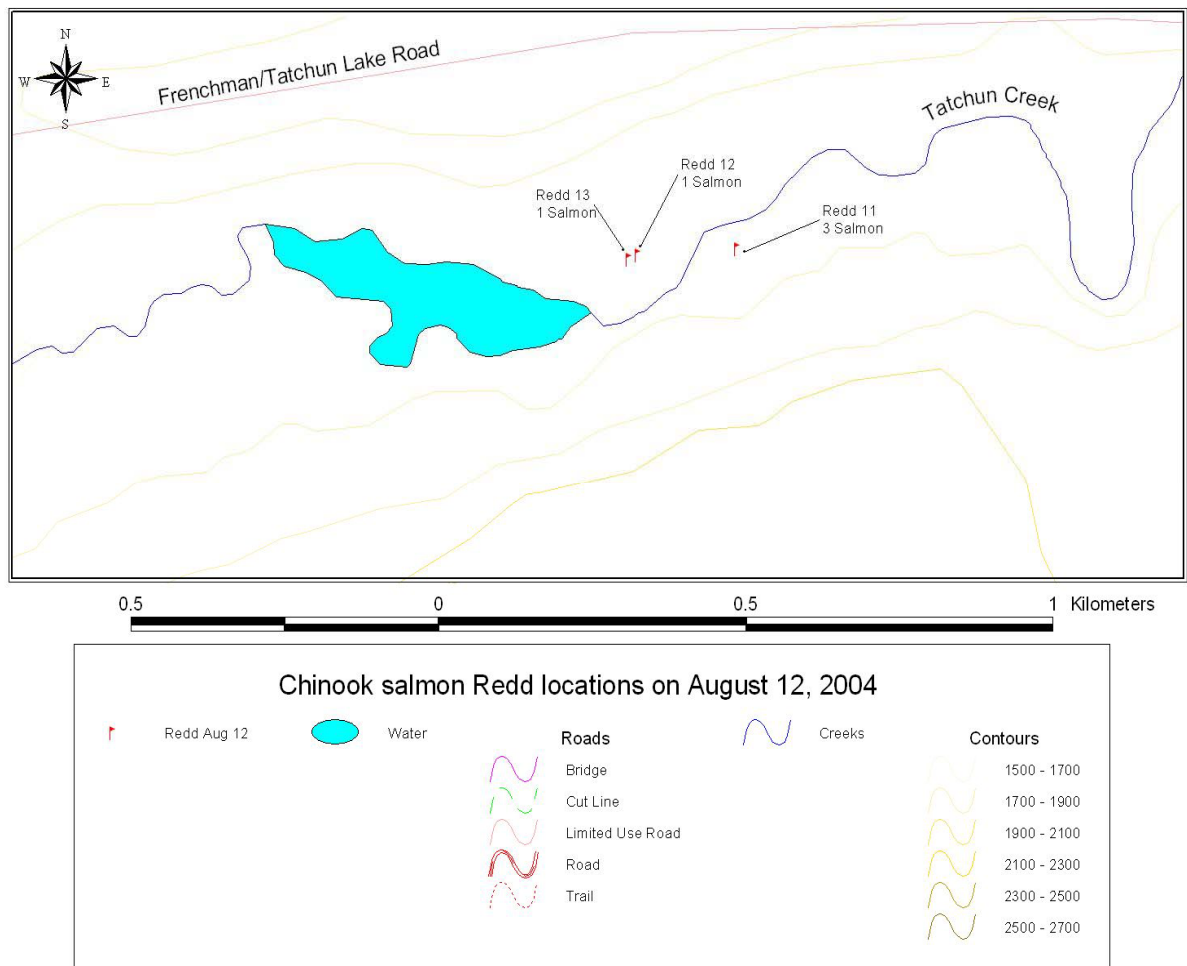 N
W E
S
Frenchman/Tatchun Lake Road
Tatchun Creek
Redd 12
1 Salmon
Redd 13
1 Salmon
Redd 11
3 Salmon
0.5 0 0.5 1 Kilometers
Chinook salmon Redd locations on August 12, 2004
Redd Aug 12
Water
Roads
Bridge
Cut Line
Limited Use Road
Road
Trail
Creeks
Contours
1500 - 1700
1700 - 1900
1900 - 2100
2100 - 2300
2300 - 2500
2500 - 2700